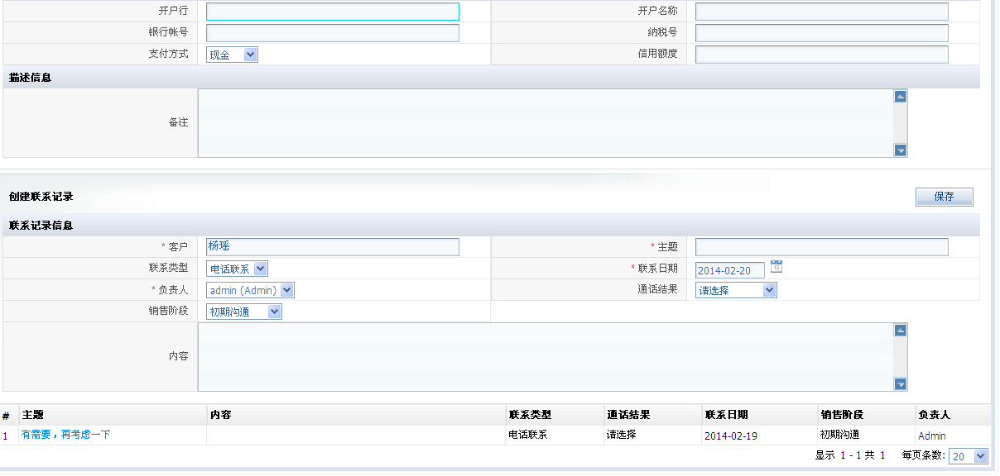 开户行 开户名称
银行帐号 纳税号
支付方式 现金 信用额度
描述信息
备注
创建联系记录 保存
联系记录信息
* 客户 杨瑶 * 主题
联系类型 电话联系 * 联系日期 2014-02-20
* 负责人 admin (Admin) 通话结果 请选择
销售阶段 初期沟通
内容
# 主题 内容 联系类型 通话结果 联系日期 销售阶段 负责人
1 有需要，再考虑一下 电话联系 请选择 2014-02-19 初期沟通 Admin
显示 1 - 1 共 1 每页条数: 20